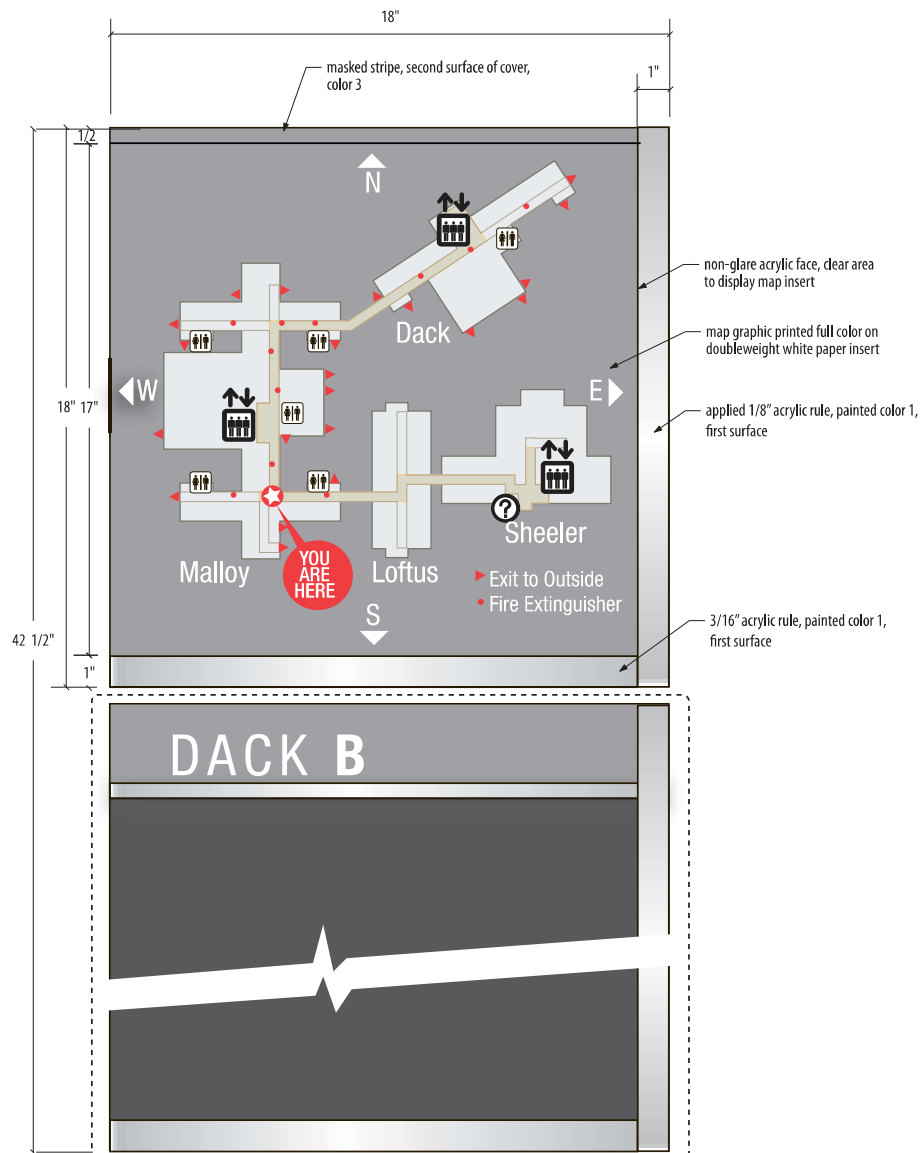 18"
masked stripe, second surface of cover,
color 3
1"
1/2
N
non-glare acrylic face, clear area
to display map insert
Dack
map graphic printed full color on
doubleweight white paper insert
W
E
18" 17"
applied 1/8” acrylic rule, painted color 1,
first surface
?
Sheeler
YOU
ARE
HERE
Malloy
Loftus
Exit to Outside
Fire Extinguisher
S
3/16” acrylic rule, painted color 1,
first surface
42 1/2"
1"
DACK B